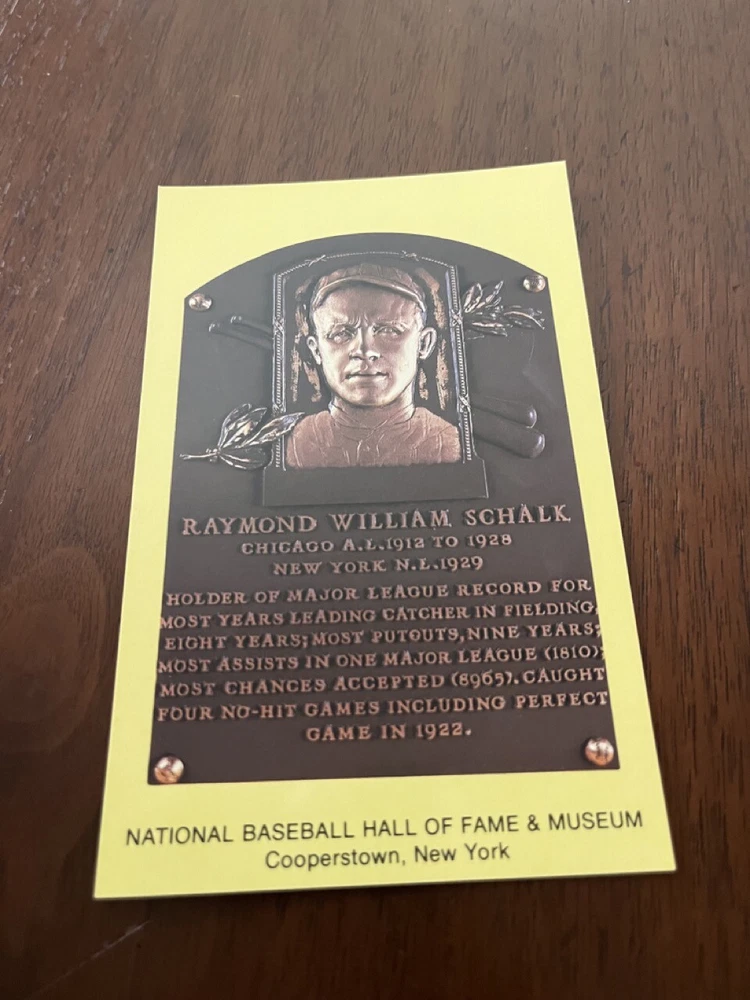 RAYMOND WILLIAM SCHALK
CHICAGO A.L.1912 TO 1928
NEW YORK N.L.1929
HOLDER OF MAJOR LEAGUE RECORD FOR
MOST YEARS LEADING CATCHER IN FIELDING,
EIGHT YEARS; MOST PUTOUTS, NINE YEARS;
MOST ASSISTS IN ONE MAJOR LEAGUE (1810);
MOST CHANCES ACCEPTED (8965). CAUGHT
FOUR NO-HIT GAMES INCLUDING PERFECT
GAME IN 1922.
NATIONAL BASEBALL HALL OF FAME & MUSEUM
Cooperstown, New York